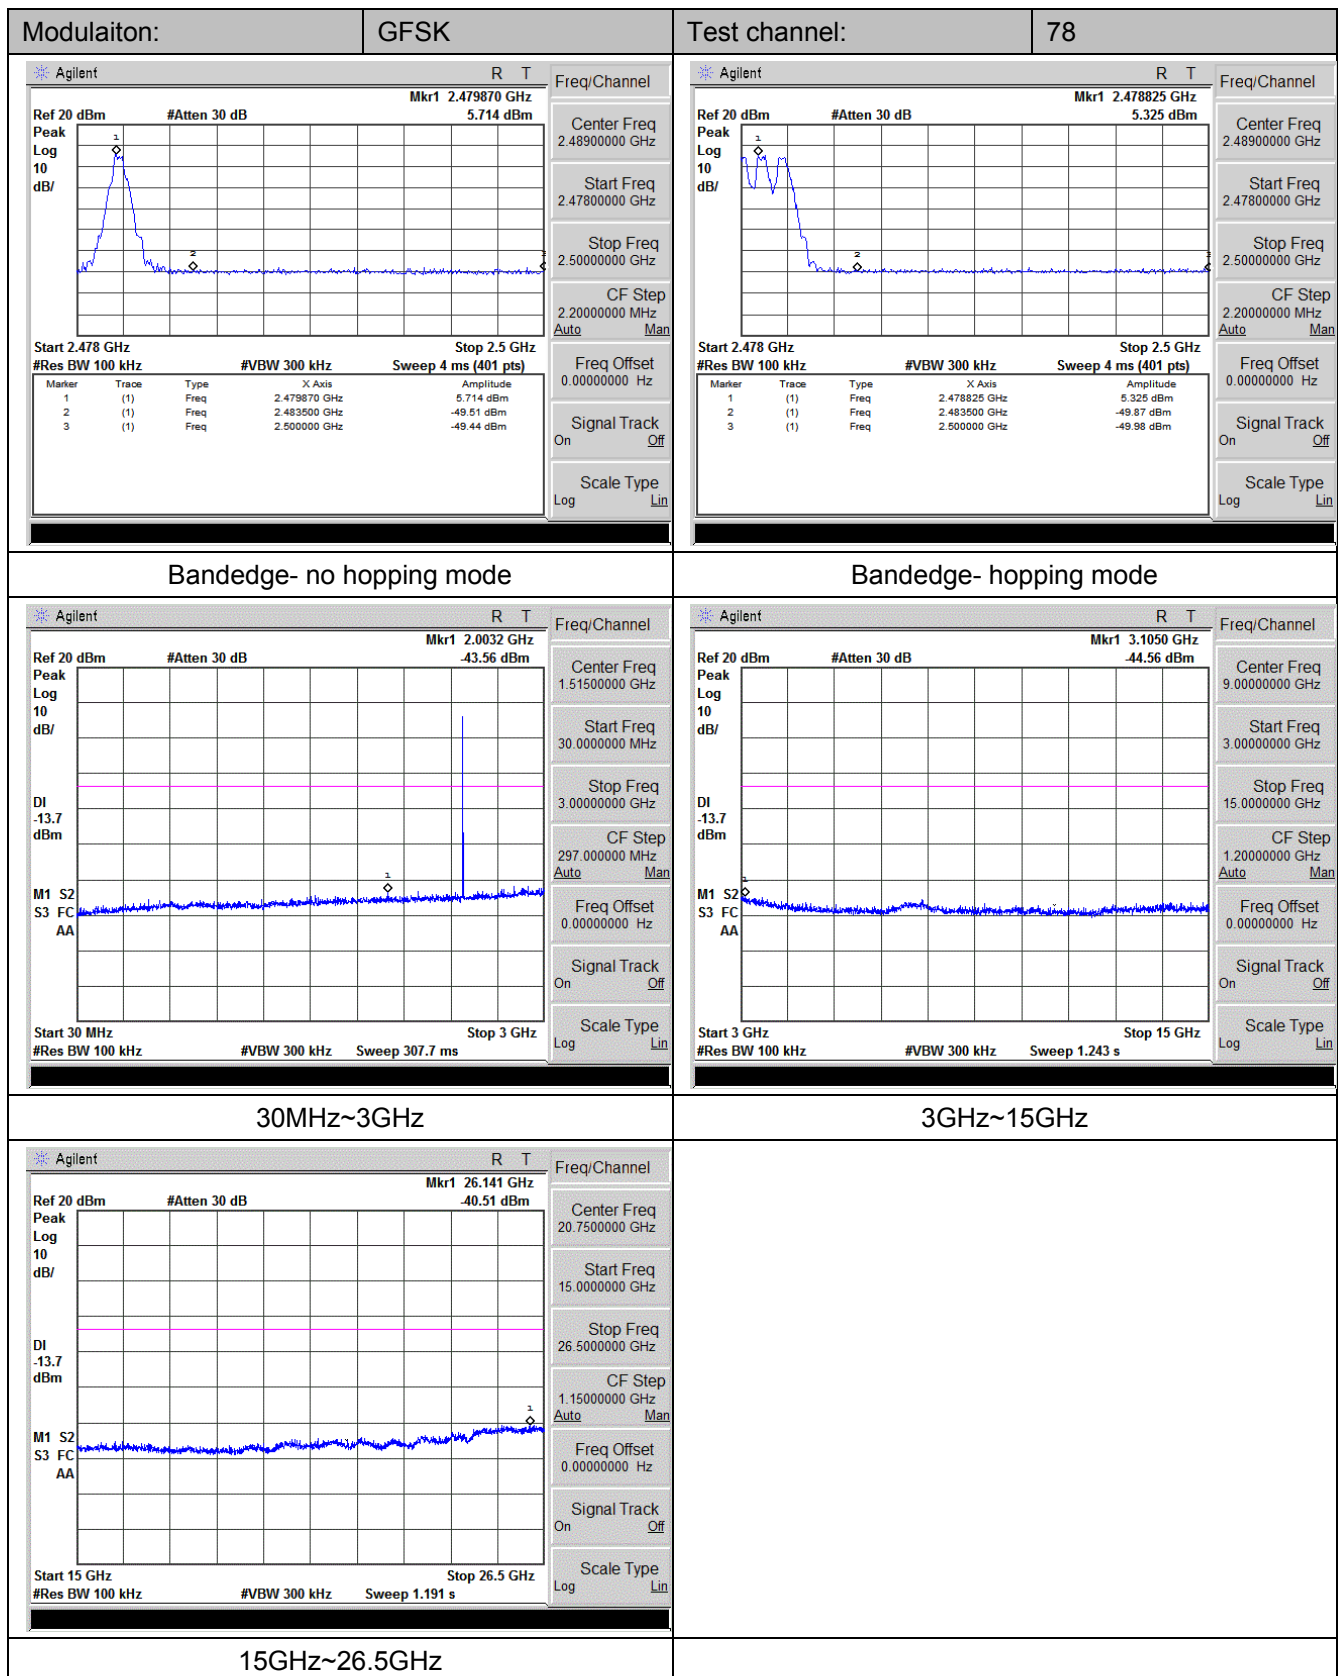 Modulaiton: GFSK Test channel: 78
Agilent R T Freq/Channel
Mkr1 2.479870 GHz
Ref 20 dBm #Atten 30 dB 5.714 dBm
Peak
Log
10
dB/
1
2
3
Start 2.478 GHz Stop 2.5 GHz
#Res BW 100 kHz #VBW 300 kHz Sweep 4 ms (401 pts)
Marker Trace Type X Axis Amplitude
1 (1) Freq 2.479870 GHz 5.714 dBm
2 (1) Freq 2.483500 GHz -49.51 dBm
3 (1) Freq 2.500000 GHz -49.44 dBm
Center Freq
2.48900000 GHz
Start Freq
2.47800000 GHz
Stop Freq
2.50000000 GHz
CF Step
2.20000000 MHz
Auto Man
Freq Offset
0.00000000 Hz
Signal Track
On Off
Scale Type
Log Lin
Agilent R T Freq/Channel
Mkr1 2.478825 GHz
Ref 20 dBm #Atten 30 dB 5.325 dBm
Peak
Log
10
dB/
1
2
3
Start 2.478 GHz Stop 2.5 GHz
#Res BW 100 kHz #VBW 300 kHz Sweep 4 ms (401 pts)
Marker Trace Type X Axis Amplitude
1 (1) Freq 2.478825 GHz 5.325 dBm
2 (1) Freq 2.483500 GHz -49.87 dBm
3 (1) Freq 2.500000 GHz -49.98 dBm
Center Freq
2.48900000 GHz
Start Freq
2.47800000 GHz
Stop Freq
2.50000000 GHz
CF Step
2.20000000 MHz
Auto Man
Freq Offset
0.00000000 Hz
Signal Track
On Off
Scale Type
Log Lin
Bandedge- no hopping mode Bandedge- hopping mode
Agilent R T Freq/Channel
Mkr1 2.0032 GHz
Ref 20 dBm #Atten 30 dB -43.56 dBm
Peak
Log
10
dB/
DI
-13.7
dBm
1
M1 S2
S3 FC
AA
Start 30 MHz Stop 3 GHz
#Res BW 100 kHz #VBW 300 kHz Sweep 307.7 ms
Center Freq
1.51500000 GHz
Start Freq
30.0000000 MHz
Stop Freq
3.00000000 GHz
CF Step
297.000000 MHz
Auto Man
Freq Offset
0.00000000 Hz
Signal Track
On Off
Scale Type
Log Lin
Agilent R T Freq/Channel
Mkr1 3.1050 GHz
Ref 20 dBm #Atten 30 dB -44.56 dBm
Peak
Log
10
dB/
DI
-13.7
dBm
1
M1 S2
S3 FC
AA
Start 3 GHz Stop 15 GHz
#Res BW 100 kHz #VBW 300 kHz Sweep 1.243 s
Center Freq
9.00000000 GHz
Start Freq
3.00000000 GHz
Stop Freq
15.0000000 GHz
CF Step
1.20000000 GHz
Auto Man
Freq Offset
0.00000000 Hz
Signal Track
On Off
Scale Type
Log Lin
30MHz~3GHz 3GHz~15GHz
Agilent R T Freq/Channel
Mkr1 26.141 GHz
Ref 20 dBm #Atten 30 dB -40.51 dBm
Peak
Log
10
dB/
DI
-13.7
dBm
1
M1 S2
S3 FC
AA
Start 15 GHz Stop 26.5 GHz
#Res BW 100 kHz #VBW 300 kHz Sweep 1.191 s
Center Freq
20.7500000 GHz
Start Freq
15.0000000 GHz
Stop Freq
26.5000000 GHz
CF Step
1.15000000 GHz
Auto Man
Freq Offset
0.00000000 Hz
Signal Track
On Off
Scale Type
Log Lin
15GHz~26.5GHz